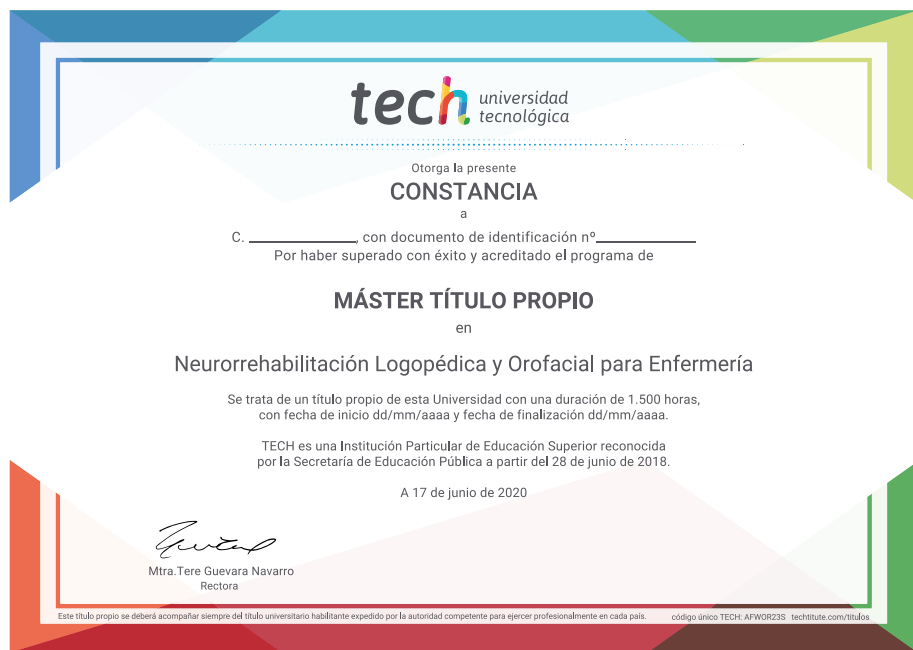 tech universidad
tecnológica
Otorga la presente
CONSTANCIA
a
C. ____________, con documento de identificación nº____________
Por haber superado con éxito y acreditado el programa de
MÁSTER TÍTULO PROPIO
en
Neurorrehabilitación Logopédica y Orofacial para Enfermería
Se trata de un título propio de esta Universidad con una duración de 1.500 horas,
con fecha de inicio dd/mm/aaaa y fecha de finalización dd/mm/aaaa.
TECH es una Institución Particular de Educación Superior reconocida
por la Secretaría de Educación Pública a partir del 28 de junio de 2018.
A 17 de junio de 2020
Mtra.Tere Guevara Navarro
Rectora
Este título propio se deberá acompañar siempre del título universitario habilitante expedido por la autoridad competente para ejercer profesionalmente en cada país. código único TECH: AFWOR23S techtitute.com/titulos